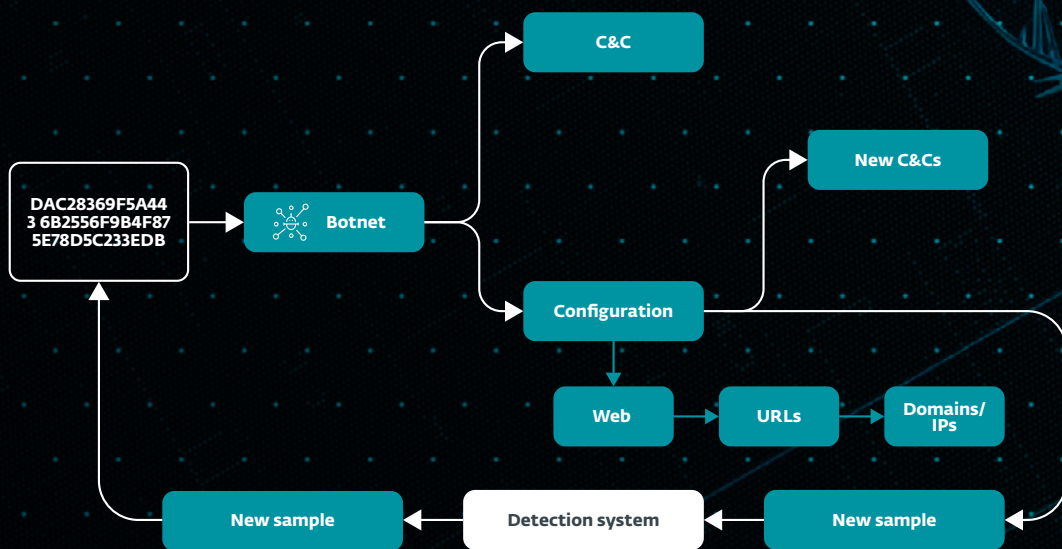 C&C
New C&Cs
DAC28369F5A44
3 6B2556F9B4F87
5E78D5C233EDB
Botnet
Configuration
Web
URLs
Domains/
IPs
New sample
Detection system
New sample